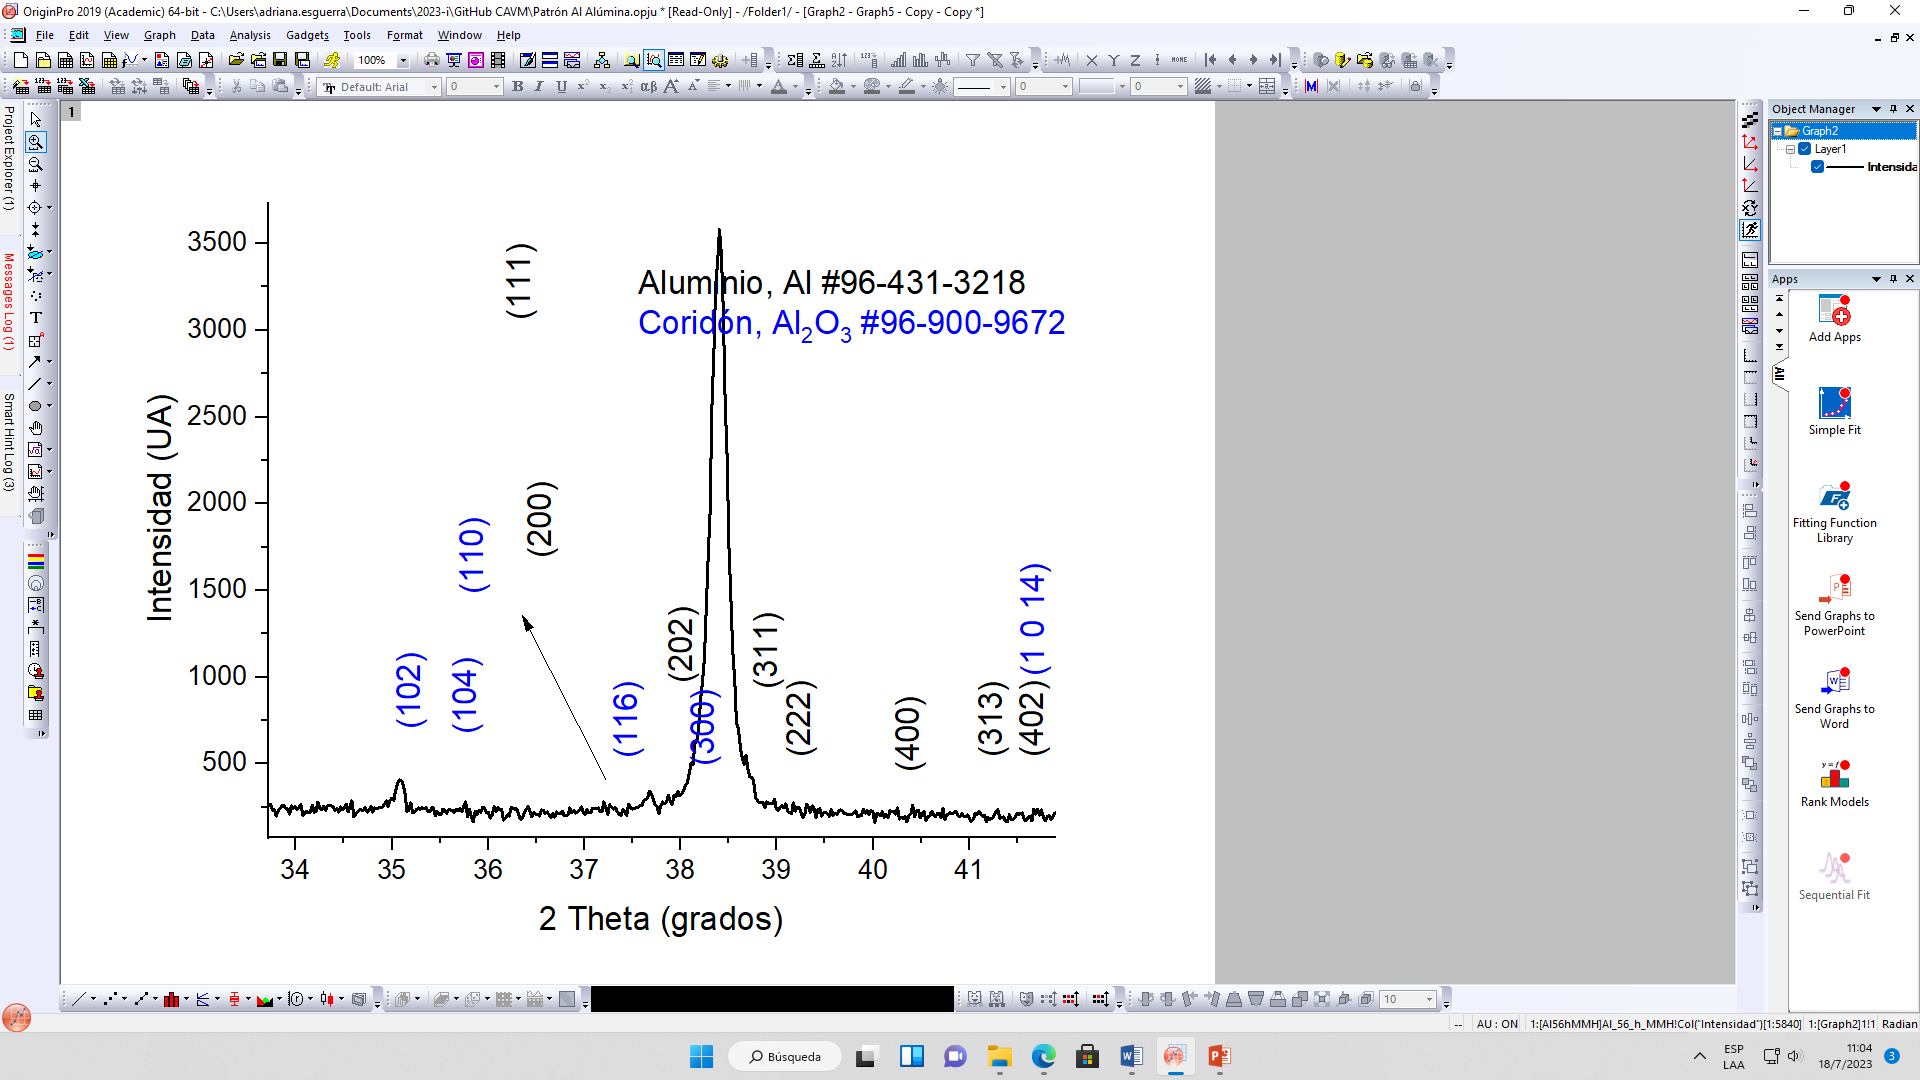 OriginPro 2019 (Academic) 64-bit - C:\Users\adriana.esguerra\Documents\2023-i\GitHub CAVM\Patrón Al Alúmina.opju * [Read-Only] - /Folder1/ - [Graph2 - Graph5 - Copy - Copy *]
File Edit View Graph Data Analysis Gadgets Tools Format Window Help
100%
Default: Arial 0 B I U 0 0
Project Explorer (1)
Messages Log (1)
Smart Hint Log (3)
1
Intensidad (UA)
3500
3000
2500
2000
1500
1000
500
34 35 36 37 38 39 40 41
2 Theta (grados)
Aluminio, Al #96-431-3218
Coridón, Al2O3 #96-900-9672
(111)
(200)
(110)
(102)
(104)
(116)
(202)
(300)
(311)
(222)
(400)
(313)
(402)
(1 0 14)
Object Manager
Graph2
Layer1
Intensida
Apps
All
Add Apps
Simple Fit
Fitting Function
Library
Send Graphs to
PowerPoint
Send Graphs to
Word
Rank Models
Sequential Fit
10
-- AU : ON 1:[Al56hMMH]Al_56_h_MMH!Col("Intensidad")[1:5840] 1:[Graph2]1!1 Radian
Búsqueda
ESP
LAA
11:04
18/7/2023
3